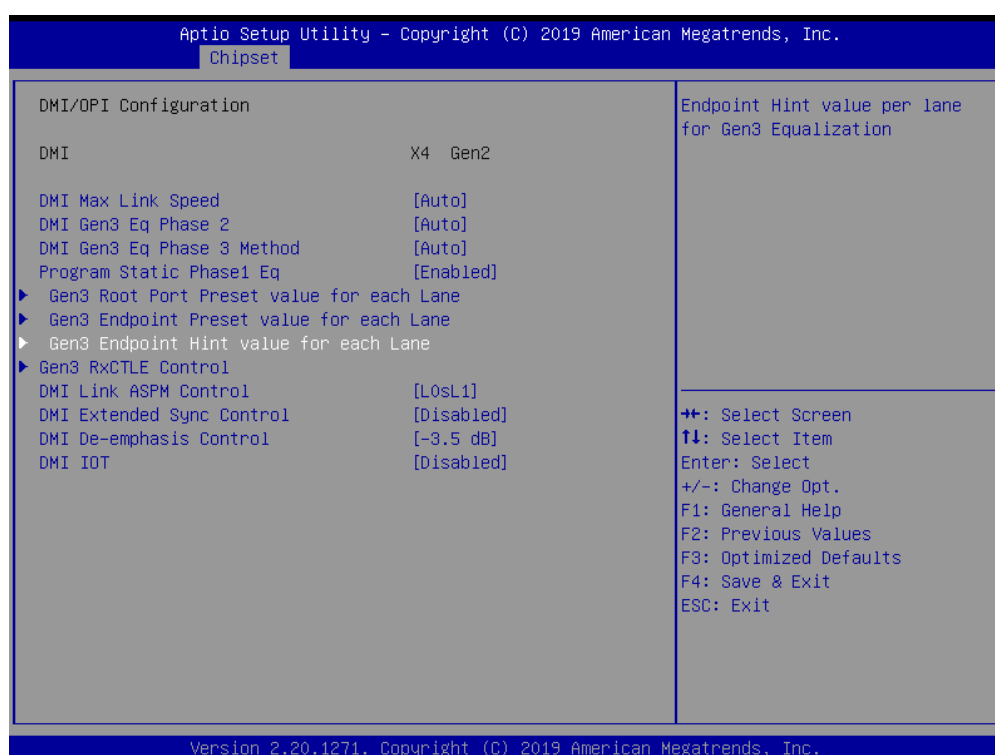 Aptio Setup Utility – Copyright (C) 2019 American Megatrends, Inc.
Chipset
DMI/OPI Configuration
DMI X4 Gen2
DMI Max Link Speed [Auto]
DMI Gen3 Eq Phase 2 [Auto]
DMI Gen3 Eq Phase 3 Method [Auto]
Program Static Phase1 Eq [Enabled]
Gen3 Root Port Preset value for each Lane
Gen3 Endpoint Preset value for each Lane
Gen3 Endpoint Hint value for each Lane
Gen3 RxCTLE Control
DMI Link ASPM Control [L0sL1]
DMI Extended Sync Control [Disabled]
DMI De-emphasis Control [-3.5 dB]
DMI IOT [Disabled]
Endpoint Hint value per lane
for Gen3 Equalization
→←: Select Screen
↑↓: Select Item
Enter: Select
+/-: Change Opt.
F1: General Help
F2: Previous Values
F3: Optimized Defaults
F4: Save & Exit
ESC: Exit
Version 2.20.1271. Copyright (C) 2019 American Megatrends, Inc.